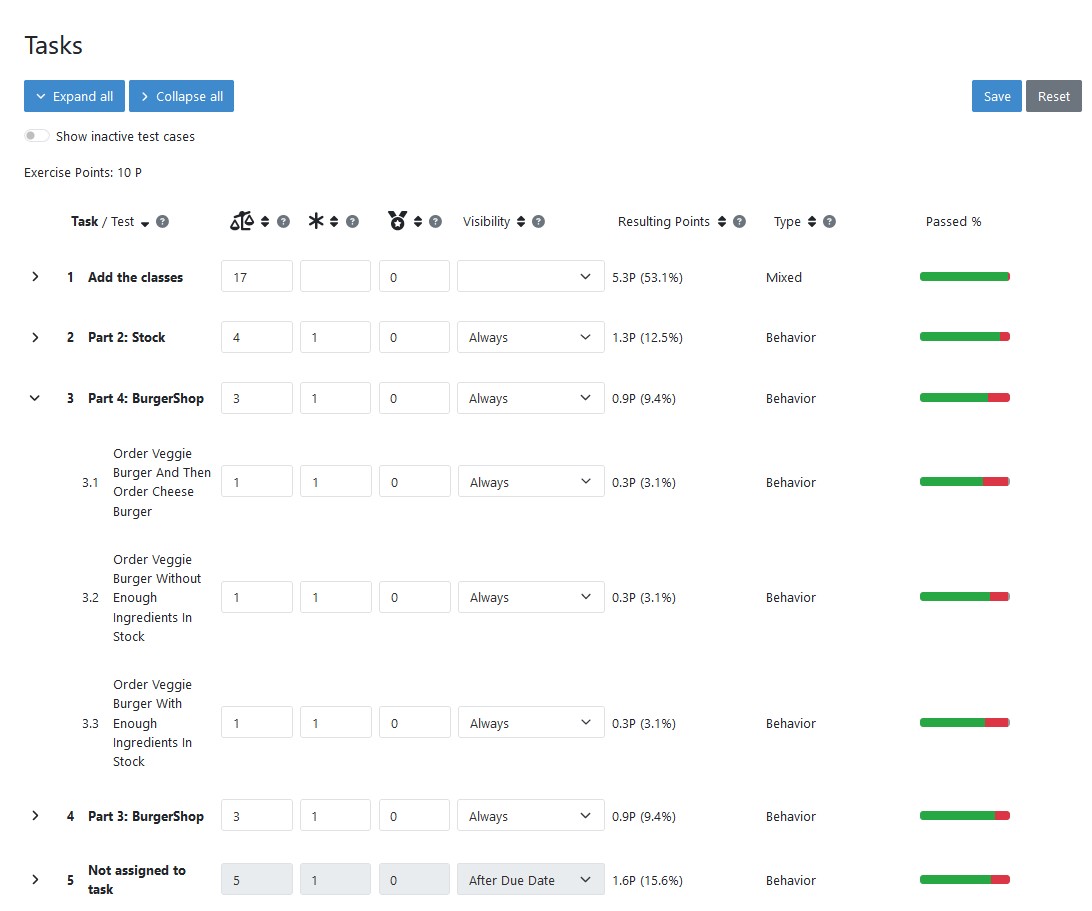 Tasks
Expand all Collapse all Save Reset
Show inactive test cases
Exercise Points: 10 P
Task / Test Visibility Resulting Points Type Passed %
1 Add the classes 17 0 5.3P (53.1%) Mixed
2 Part 2: Stock 4 1 0 Always 1.3P (12.5%) Behavior
3 Part 4: BurgerShop 3 1 0 Always 0.9P (9.4%) Behavior
Order Veggie
Burger And Then
3.1 1 1 0 Always 0.3P (3.1%) Behavior
Order Cheese
Burger
Order Veggie
Burger Without
3.2 Enough 1 1 0 Always 0.3P (3.1%) Behavior
Ingredients In
Stock
Order Veggie
Burger With
3.3 Enough 1 1 0 Always 0.3P (3.1%) Behavior
Ingredients In
Stock
4 Part 3: BurgerShop 3 1 0 Always 0.9P (9.4%) Behavior
5 Not assigned to
task 5 1 0 After Due Date 1.6P (15.6%) Behavior